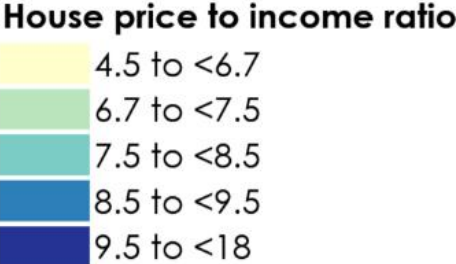 House price to income ratio
4.5 to <6.7
6.7 to <7.5
7.5 to <8.5
8.5 to <9.5
9.5 to <18